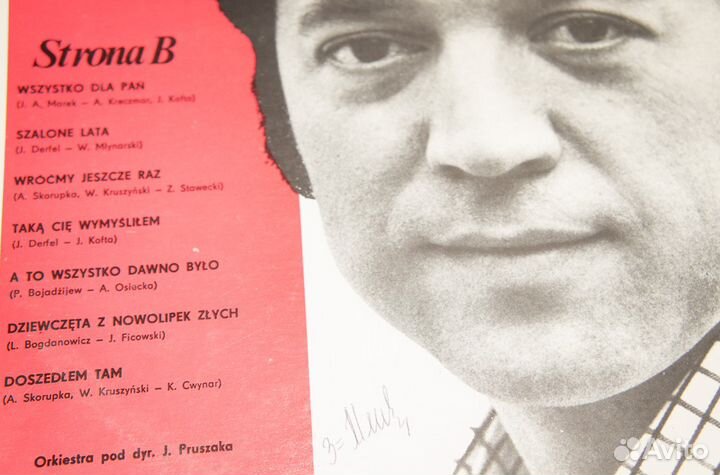 Strona B
WSZYSTKO DLA PAŃ
(J. A. Marek – A. Kreczmar, J. Kofta)
SZALONE LATA
(J. Derfel – W. Młynarski)
WRÓĆMY JESZCZE RAZ
(A. Skorupka, W. Kruszyński – Z. Stawecki)
TAKĄ CIĘ WYMYŚLIŁEM
(J. Derfel – J. Kofta)
A TO WSZYSTKO DAWNO BYŁO
(P. Bojadżijew – A. Osiecka)
DZIEWCZĘTA Z NOWOLIPEK ZŁYCH
(L. Bogdanowicz – J. Ficowski)
DOSZEDŁEM TAM
(A. Skorupka, W. Kruszyński – K. Cwynar)
Orkiestra pod dyr. J. Pruszaka
Avito